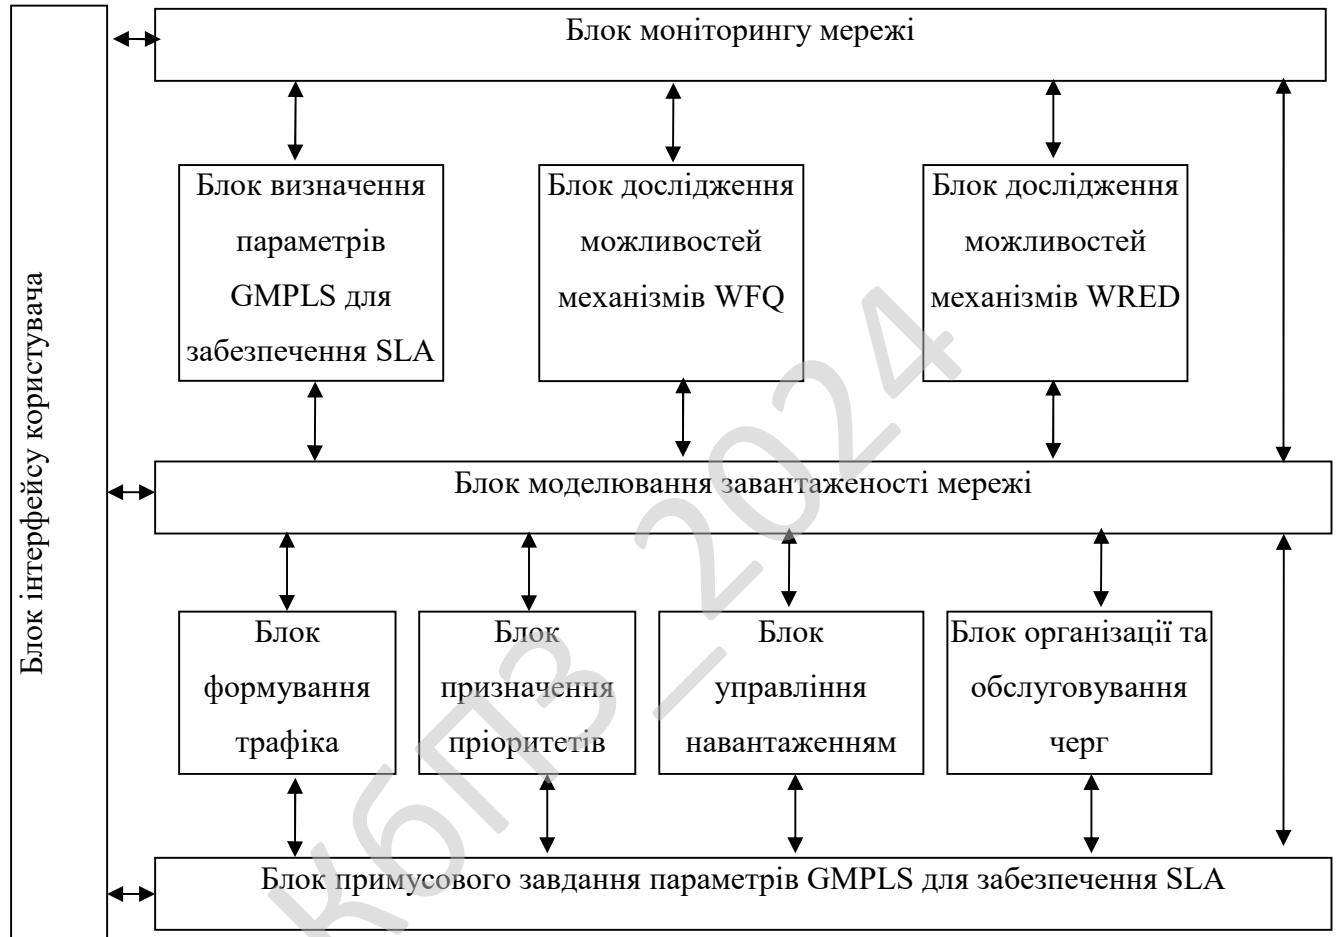 Блок інтерфейсу користувача
Блок моніторингу мережі
Блок визначення
параметрів
GMPLS для
забезпечення SLA
Блок дослідження
можливостей
механізмів WFQ
Блок дослідження
можливостей
механізмів WRED
Блок моделювання завантаженості мережі
Блок
формування
трафіка
Блок
призначення
пріоритетів
Блок
управління
навантаженням
Блок організації та
обслуговування
черг
Блок примусового завдання параметрів GMPLS для забезпечення SLA
КбПЗ_2024